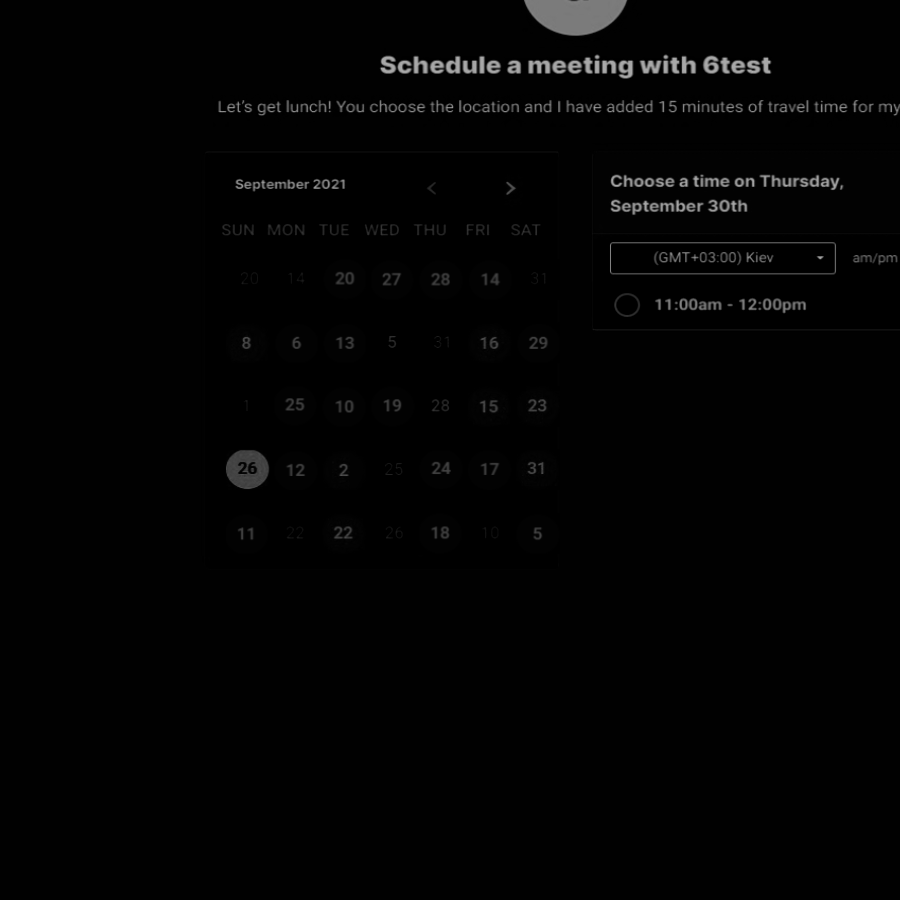 Schedule a meeting with 6test
Let's get lunch! You choose the location and I have added 15 minutes of travel time for my
September 2021
SUN MON TUE WED THU FRI SAT
20 14 20 27 28 14 31
8 6 13 5 31 16 29
1 25 10 19 28 15 23
26 12 2 25 24 17 31
11 22 22 26 18 10 5
Choose a time on Thursday,
September 30th
(GMT+03:00) Kiev am/pm
11:00am - 12:00pm